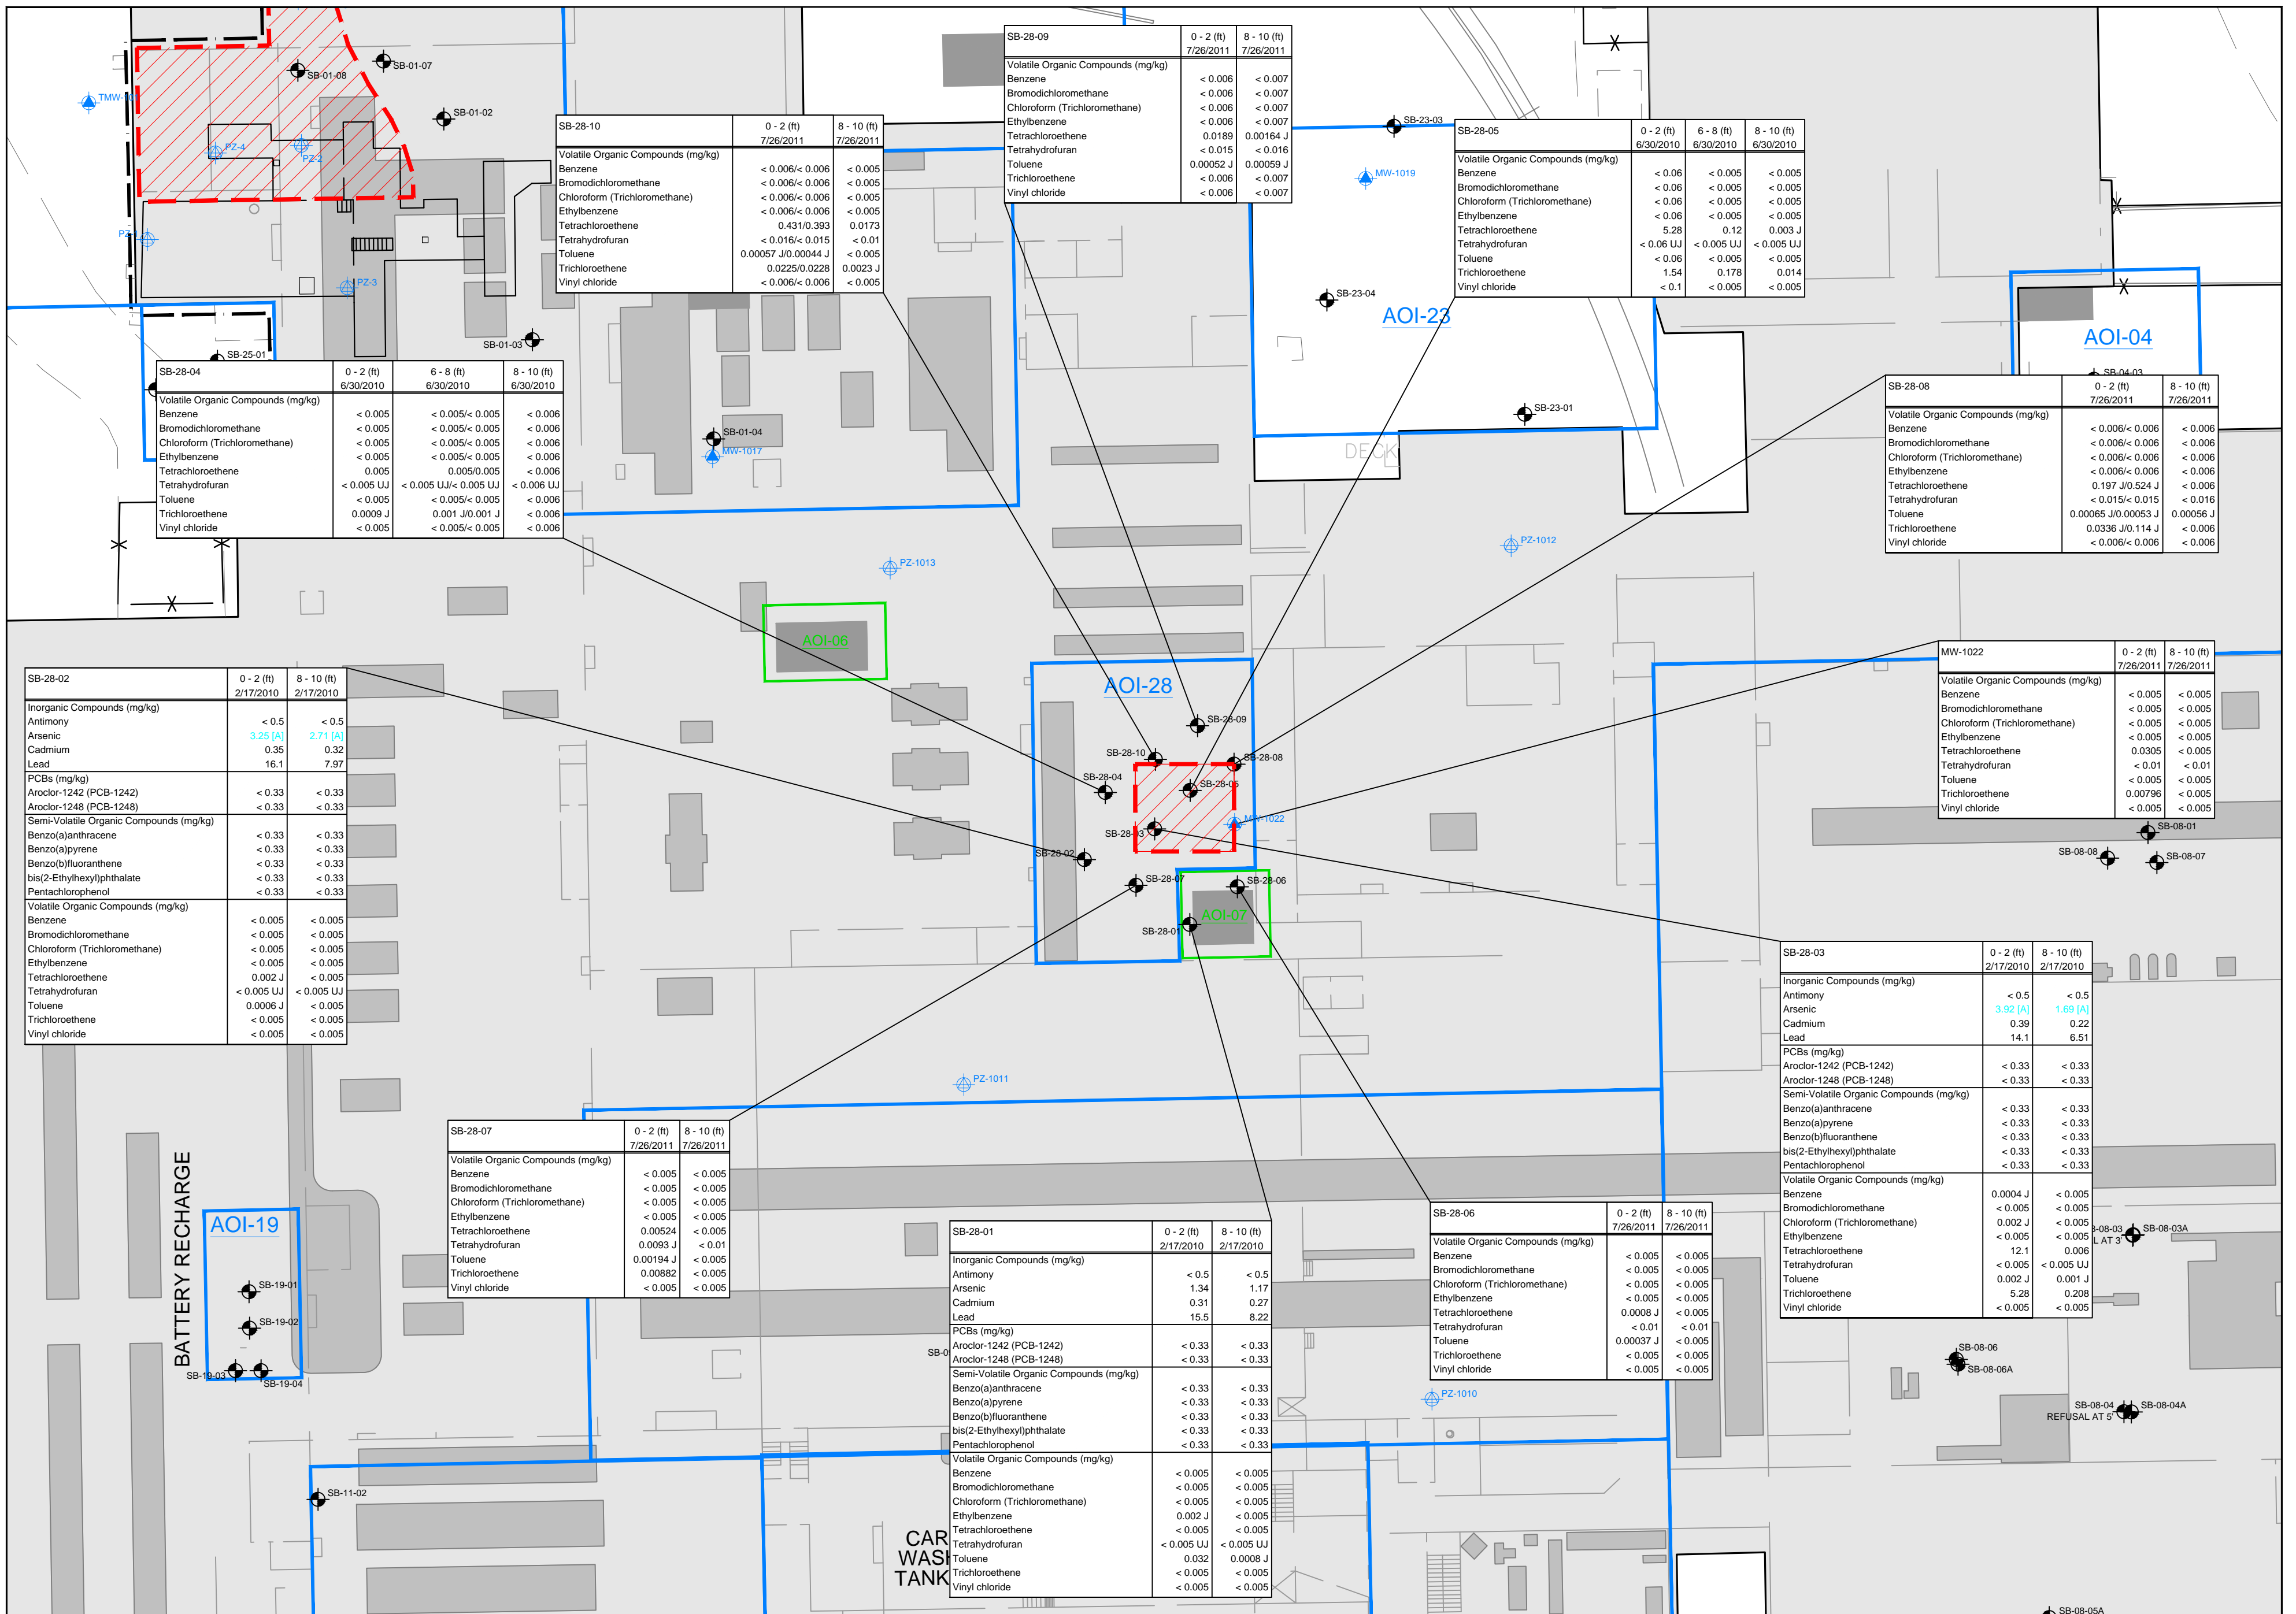 SB-01-08
SB-01-07
SB-01-02
PZ-4
PZ-2
PZ-3
SB-01-03
SB-25-01
SB-01-04
MW-1017
SB-23-03
MW-1019
SB-23-04
AOI-23
SB-23-01
DECK
AOI-04
PZ-1013
PZ-1012
AOI-06
AOI-28
SB-28-09
SB-28-10
SB-28-08
SB-28-04
SB-28-05
SB-28-03
MW-1022
SB-28-02
SB-28-07
SB-28-06
AOI-07
SB-28-01
PZ-1011
SB-08-01
SB-08-08
SB-08-07
SB-08-03A
SB-08-06
SB-08-06A
SB-08-04
SB-08-04A
REFUSAL AT 5'
SB-08-05A
PZ-1010
BATTERY RECHARGE
AOI-19
SB-19-01
SB-19-02
SB-19-03
SB-19-04
SB-11-02
CAR
TANK
SB-28-09 0 - 2 (ft) 8 - 10 (ft)
7/26/2011 7/26/2011
Volatile Organic Compounds (mg/kg)
Benzene < 0.006 < 0.007
Bromodichloromethane < 0.006 < 0.007
Chloroform (Trichloromethane) < 0.006 < 0.007
Ethylbenzene < 0.006 < 0.007
Tetrachloroethene 0.0189 0.00164 J
Tetrahydrofuran < 0.015 < 0.016
Toluene 0.00052 J 0.00059 J
Trichloroethene < 0.006 < 0.007
Vinyl chloride < 0.006 < 0.007
SB-28-10 0 - 2 (ft) 8 - 10 (ft)
7/26/2011 7/26/2011
Volatile Organic Compounds (mg/kg)
Benzene < 0.006/< 0.006 < 0.005
Bromodichloromethane < 0.006/< 0.006 < 0.005
Chloroform (Trichloromethane) < 0.006/< 0.006 < 0.005
Ethylbenzene < 0.006/< 0.006 < 0.005
Tetrachloroethene 0.431/0.393 0.0173
Tetrahydrofuran < 0.016/< 0.015 < 0.01
Toluene 0.00057 J/0.00044 J < 0.005
Trichloroethene 0.0225/0.0228 0.0023 J
Vinyl chloride < 0.006/< 0.006 < 0.005
SB-28-05 0 - 2 (ft) 6 - 8 (ft) 8 - 10 (ft)
6/30/2010 6/30/2010 6/30/2010
Volatile Organic Compounds (mg/kg)
Benzene < 0.06 < 0.005 < 0.005
Bromodichloromethane < 0.06 < 0.005 < 0.005
Chloroform (Trichloromethane) < 0.06 < 0.005 < 0.005
Ethylbenzene < 0.06 < 0.005 < 0.005
Tetrachloroethene 5.28 0.12 0.003 J
Tetrahydrofuran < 0.06 UJ < 0.005 UJ < 0.005 UJ
Toluene < 0.06 < 0.005 < 0.005
Trichloroethene 1.54 0.178 0.014
Vinyl chloride < 0.1 < 0.005 < 0.005
SB-28-04 0 - 2 (ft) 6 - 8 (ft) 8 - 10 (ft)
6/30/2010 6/30/2010 6/30/2010
Volatile Organic Compounds (mg/kg)
Benzene < 0.005 < 0.005/< 0.005 < 0.006
Bromodichloromethane < 0.005 < 0.005/< 0.005 < 0.006
Chloroform (Trichloromethane) < 0.005 < 0.005/< 0.005 < 0.006
Ethylbenzene < 0.005 < 0.005/< 0.005 < 0.006
Tetrachloroethene 0.005 0.005/0.005 < 0.006
Tetrahydrofuran < 0.005 UJ < 0.005 UJ/< 0.005 UJ < 0.006 UJ
Toluene < 0.005 < 0.005/< 0.005 < 0.006
Trichloroethene 0.0009 J 0.001 J/0.001 J < 0.006
Vinyl chloride < 0.005 < 0.005/< 0.005 < 0.006
SB-28-08 0 - 2 (ft) 8 - 10 (ft)
7/26/2011 7/26/2011
Volatile Organic Compounds (mg/kg)
Benzene < 0.006/< 0.006 < 0.006
Bromodichloromethane < 0.006/< 0.006 < 0.006
Chloroform (Trichloromethane) < 0.006/< 0.006 < 0.006
Ethylbenzene < 0.006/< 0.006 < 0.006
Tetrachloroethene 0.197 J/0.524 J < 0.006
Tetrahydrofuran < 0.015/< 0.015 < 0.016
Toluene 0.00065 J/0.00053 J 0.00056 J
Trichloroethene 0.0336 J/0.114 J < 0.006
Vinyl chloride < 0.006/< 0.006 < 0.006
MW-1022 0 - 2 (ft) 8 - 10 (ft)
7/26/2011 7/26/2011
Volatile Organic Compounds (mg/kg)
Benzene < 0.005 < 0.005
Bromodichloromethane < 0.005 < 0.005
Chloroform (Trichloromethane) < 0.005 < 0.005
Ethylbenzene < 0.005 < 0.005
Tetrachloroethene 0.0305 < 0.005
Tetrahydrofuran < 0.01 < 0.01
Toluene < 0.005 < 0.005
Trichloroethene 0.00796 < 0.005
Vinyl chloride < 0.005 < 0.005
SB-28-02 0 - 2 (ft) 8 - 10 (ft)
2/17/2010 2/17/2010
Inorganic Compounds (mg/kg)
Antimony < 0.5 < 0.5
Arsenic 3.25 [A] 2.71 [A]
Cadmium 0.35 0.32
Lead 16.1 7.97
PCBs (mg/kg)
Aroclor-1242 (PCB-1242) < 0.33 < 0.33
Aroclor-1248 (PCB-1248) < 0.33 < 0.33
Semi-Volatile Organic Compounds (mg/kg)
Benzo(a)anthracene < 0.33 < 0.33
Benzo(a)pyrene < 0.33 < 0.33
Benzo(b)fluoranthene < 0.33 < 0.33
bis(2-Ethylhexyl)phthalate < 0.33 < 0.33
Pentachlorophenol < 0.33 < 0.33
Volatile Organic Compounds (mg/kg)
Benzene < 0.005 < 0.005
Bromodichloromethane < 0.005 < 0.005
Chloroform (Trichloromethane) < 0.005 < 0.005
Ethylbenzene < 0.005 < 0.005
Tetrachloroethene 0.002 J < 0.005
Tetrahydrofuran < 0.005 UJ < 0.005 UJ
Toluene 0.0006 J < 0.005
Trichloroethene < 0.005 < 0.005
Vinyl chloride < 0.005 < 0.005
SB-28-03 0 - 2 (ft) 8 - 10 (ft)
2/17/2010 2/17/2010
Inorganic Compounds (mg/kg)
Antimony < 0.5 < 0.5
Arsenic 3.92 [A] 1.69 [A]
Cadmium 0.39 0.22
Lead 14.1 6.51
PCBs (mg/kg)
Aroclor-1242 (PCB-1242) < 0.33 < 0.33
Aroclor-1248 (PCB-1248) < 0.33 < 0.33
Semi-Volatile Organic Compounds (mg/kg)
Benzo(a)anthracene < 0.33 < 0.33
Benzo(a)pyrene < 0.33 < 0.33
Benzo(b)fluoranthene < 0.33 < 0.33
bis(2-Ethylhexyl)phthalate < 0.33 < 0.33
Pentachlorophenol < 0.33 < 0.33
Volatile Organic Compounds (mg/kg)
Benzene 0.0004 J < 0.005
Bromodichloromethane < 0.005 < 0.005
Chloroform (Trichloromethane) 0.002 J < 0.005
Ethylbenzene < 0.005 < 0.005
Tetrachloroethene 12.1 0.006
Tetrahydrofuran < 0.005 < 0.005 UJ
Toluene 0.002 J 0.001 J
Trichloroethene 5.28 0.208
Vinyl chloride < 0.005 < 0.005
SB-28-07 0 - 2 (ft) 8 - 10 (ft)
7/26/2011 7/26/2011
Volatile Organic Compounds (mg/kg)
Benzene < 0.005 < 0.005
Bromodichloromethane < 0.005 < 0.005
Chloroform (Trichloromethane) < 0.005 < 0.005
Ethylbenzene < 0.005 < 0.005
Tetrachloroethene 0.00524 < 0.005
Tetrahydrofuran 0.0093 J < 0.01
Toluene 0.00194 J < 0.005
Trichloroethene 0.00882 < 0.005
Vinyl chloride < 0.005 < 0.005
SB-28-01 0 - 2 (ft) 8 - 10 (ft)
2/17/2010 2/17/2010
Inorganic Compounds (mg/kg)
Antimony < 0.5 < 0.5
Arsenic 1.34 1.17
Cadmium 0.31 0.27
Lead 15.5 8.22
PCBs (mg/kg)
Aroclor-1242 (PCB-1242) < 0.33 < 0.33
Aroclor-1248 (PCB-1248) < 0.33 < 0.33
Semi-Volatile Organic Compounds (mg/kg)
Benzo(a)anthracene < 0.33 < 0.33
Benzo(a)pyrene < 0.33 < 0.33
Benzo(b)fluoranthene < 0.33 < 0.33
bis(2-Ethylhexyl)phthalate < 0.33 < 0.33
Pentachlorophenol < 0.33 < 0.33
Volatile Organic Compounds (mg/kg)
Benzene < 0.005 < 0.005
Bromodichloromethane < 0.005 < 0.005
Chloroform (Trichloromethane) < 0.005 < 0.005
Ethylbenzene 0.002 J < 0.005
Tetrachloroethene < 0.005 < 0.005
Tetrahydrofuran < 0.005 UJ < 0.005 UJ
Toluene 0.032 0.0008 J
Trichloroethene < 0.005 < 0.005
Vinyl chloride < 0.005 < 0.005
SB-28-06 0 - 2 (ft) 8 - 10 (ft)
7/26/2011 7/26/2011
Volatile Organic Compounds (mg/kg)
Benzene < 0.005 < 0.005
Bromodichloromethane < 0.005 < 0.005
Chloroform (Trichloromethane) < 0.005 < 0.005
Ethylbenzene < 0.005 < 0.005
Tetrachloroethene 0.0008 J < 0.005
Tetrahydrofuran < 0.01 < 0.01
Toluene 0.00037 J < 0.005
Trichloroethene < 0.005 < 0.005
Vinyl chloride < 0.005 < 0.005